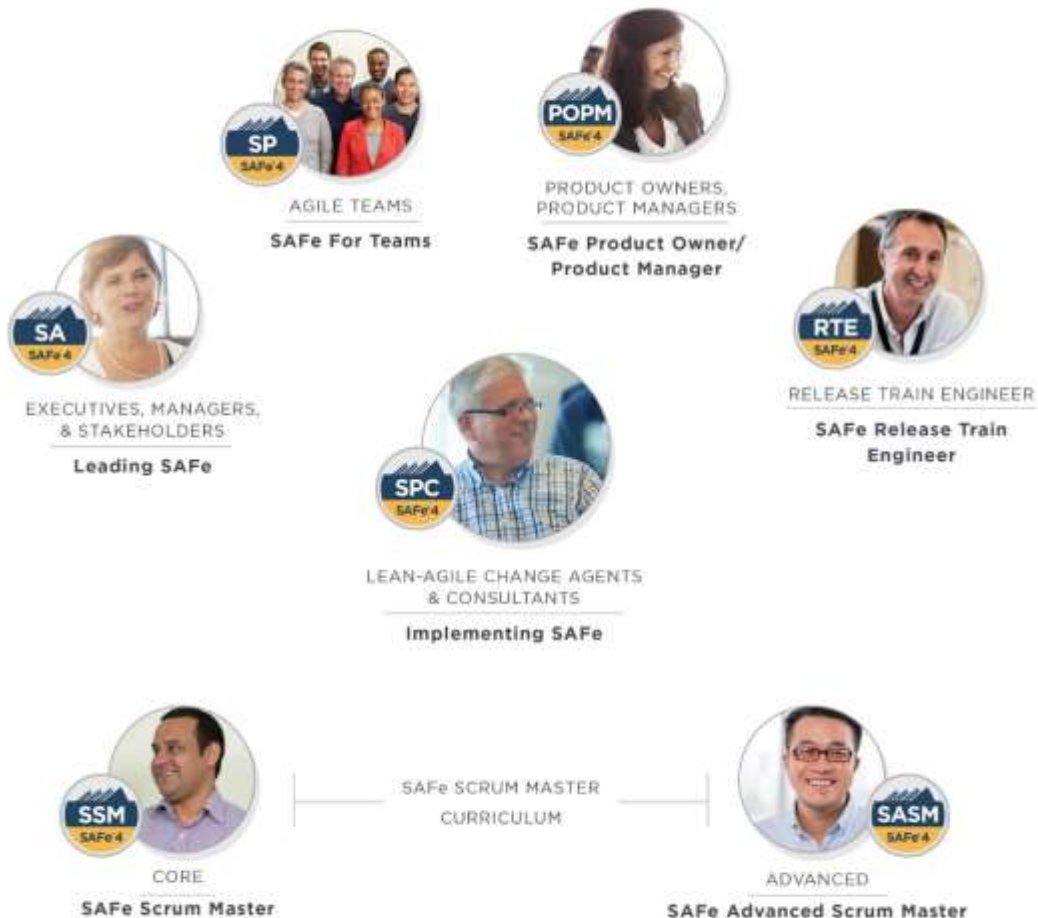 SP
SAFe 4
AGILE TEAMS
SAFe For Teams
POPM
SAFe 4
PRODUCT OWNERS,
PRODUCT MANAGERS
SAFe Product Owner/
Product Manager
SA
SAFe 4
EXECUTIVES, MANAGERS,
& STAKEHOLDERS
Leading SAFe
RTE
SAFe 4
RELEASE TRAIN ENGINEER
SAFe Release Train
Engineer
SPC
SAFe 4
LEAN-AGILE CHANGE AGENTS
& CONSULTANTS
Implementing SAFe
SSM
SAFe 4
CORE
SAFe Scrum Master
SAFe SCRUM MASTER
CURRICULUM
SASM
SAFe 4
ADVANCED
SAFe Advanced Scrum Master